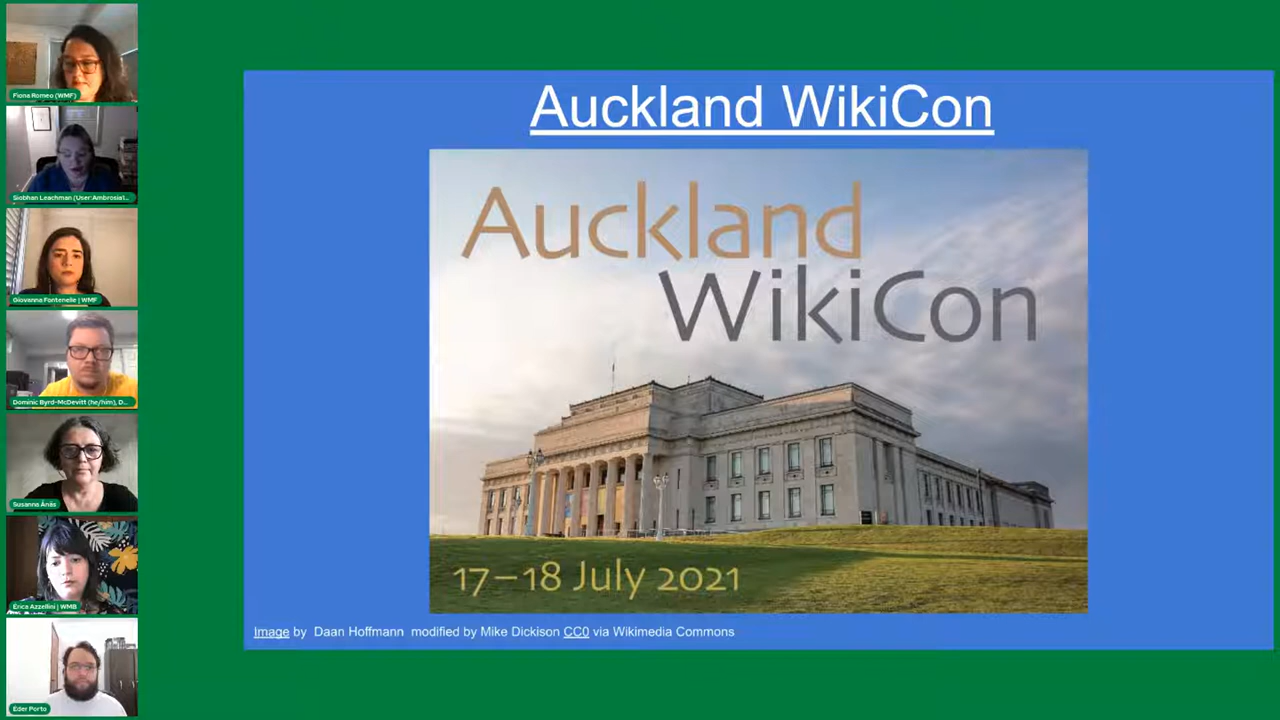 Fiona Romeo (WMF)
Siobhan Leachman (User:Ambrosia1...
Giovanna Fontenelle | WMF
Dominic Byrd-McDevitt (he/him), D...
Susanna Ånäs
Érica Azzellini | WMB
Éder Porto
Auckland WikiCon
Auckland
WikiCon
17–18 July 2021
Image by Daan Hoffmann modified by Mike Dickison CC0 via Wikimedia Commons